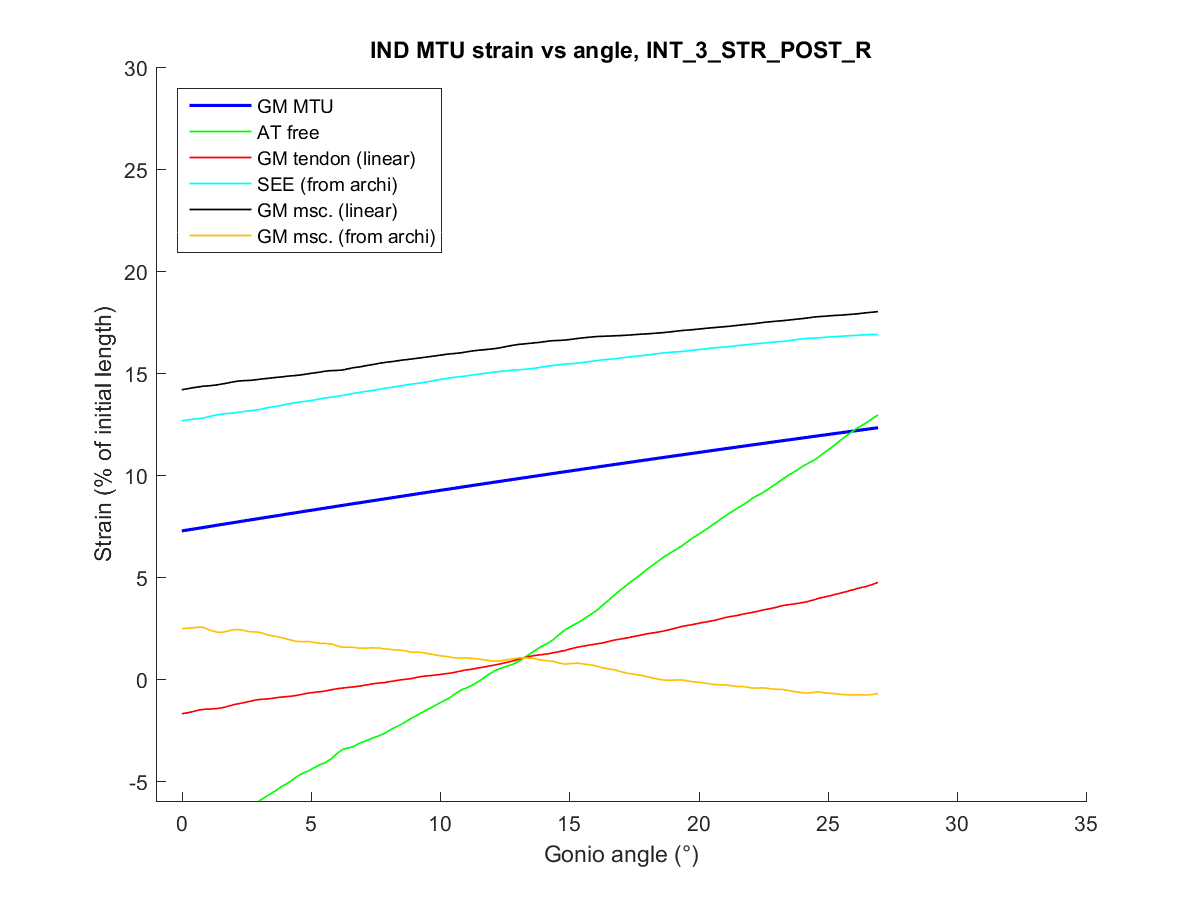 IND MTU strain vs angle, INT_3_STR_POST_R
30
25
20
15
10
5
0
-5
Strain (% of initial length)
GM MTU
AT free
GM tendon (linear)
SEE (from archi)
GM msc. (linear)
GM msc. (from archi)
0 5 10 15 20 25 30 35
Gonio angle (°)